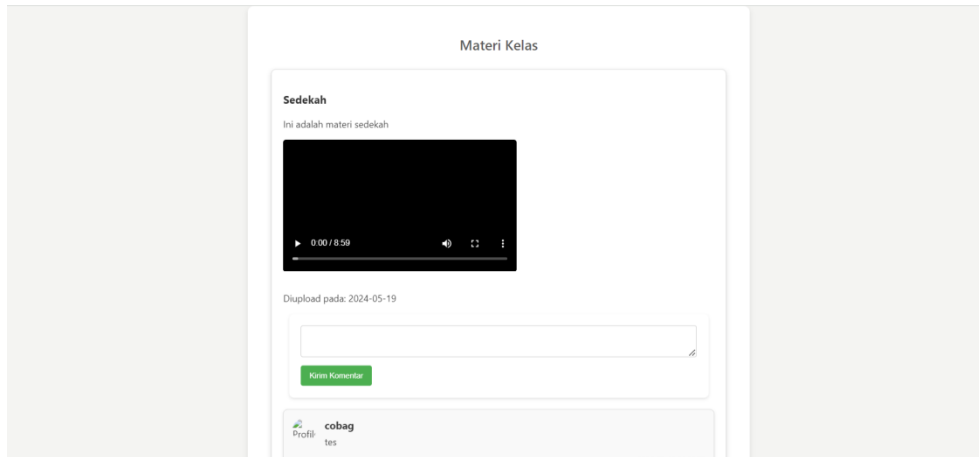 Materi Kelas
Sedekah
Ini adalah materi sedekah
0:00 / 8:59
Diupload pada: 2024-05-19
Kirim Komentar
Profil
cobag
tes